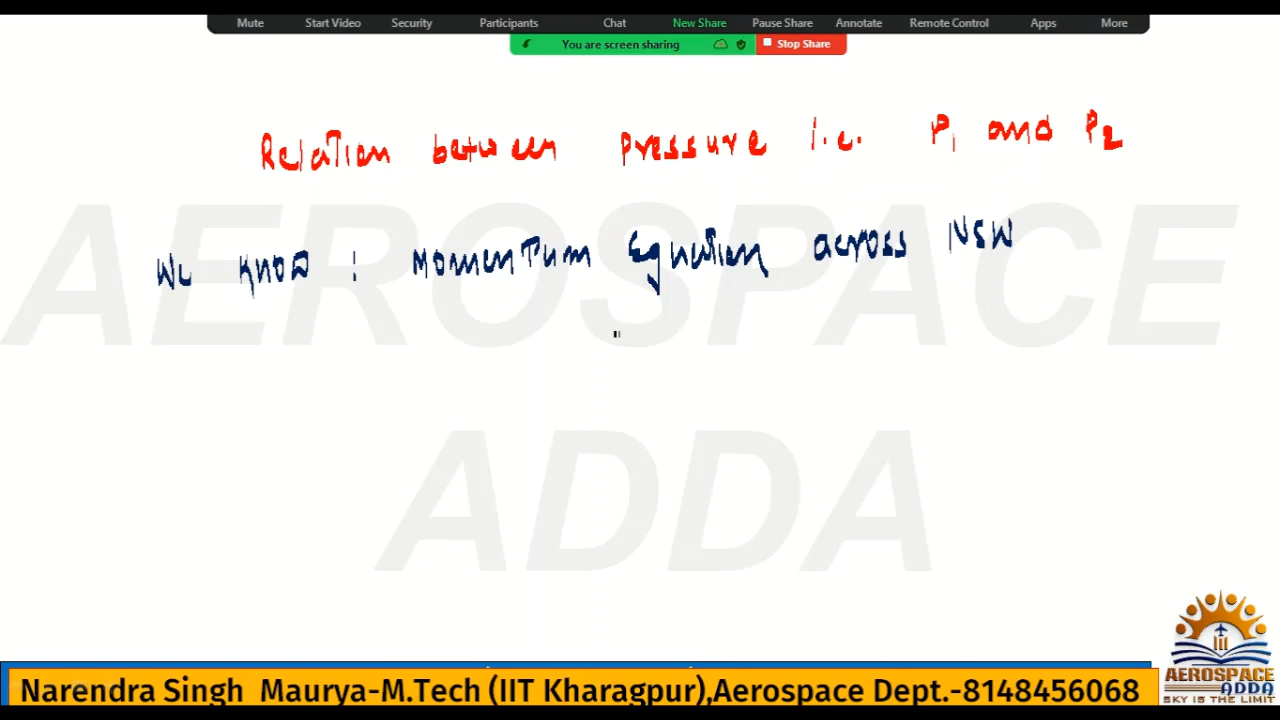 Mute Start Video Security Participants Chat New Share Pause Share Annotate Remote Control Apps More
You are screen sharing Stop Share
Relation between pressure i.e. P1 and P2
We know : Momentum Equation across NSW
AEROSPACE
ADDA
Narendra Singh Maurya-M.Tech (IIT Kharagpur),Aerospace Dept.-8148456068
AEROSPACE
ADDA
SKY IS THE LIMIT